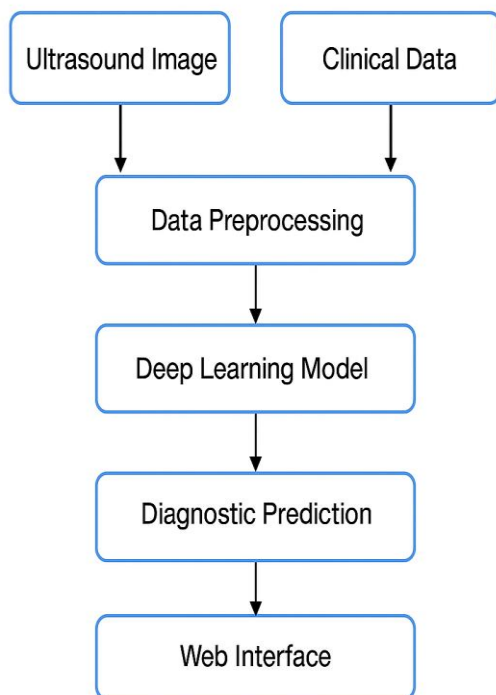 Ultrasound Image
Clinical Data
Data Preprocessing
Deep Learning Model
Diagnostic Prediction
Web Interface